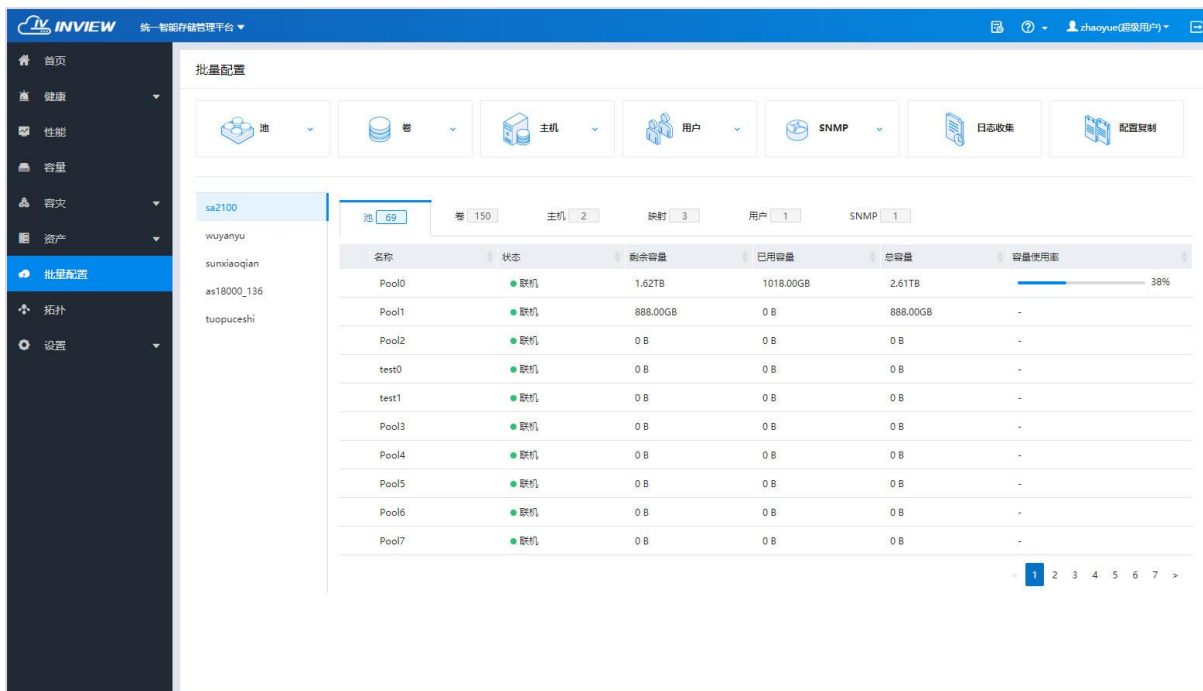 INVIEW 统一智能存储管理平台 zhaoyue(超级用户)
首页
健康
性能
容量
容灾
资产
批量配置
拓扑
设置
批量配置
池 卷 主机 用户 SNMP 日志收集 配置复制
sa2100
wuyanyu
sunxiaoqian
as18000_136
tuopuceshi
池 69 卷 150 主机 2 映射 3 用户 1 SNMP 1
名称 状态 剩余容量 已用容量 总容量 容量使用率
Pool0 联机 1.62TB 1018.00GB 2.61TB 38%
Pool1 联机 888.00GB 0 B 888.00GB -
Pool2 联机 0 B 0 B 0 B -
test0 联机 0 B 0 B 0 B -
test1 联机 0 B 0 B 0 B -
Pool3 联机 0 B 0 B 0 B -
Pool4 联机 0 B 0 B 0 B -
Pool5 联机 0 B 0 B 0 B -
Pool6 联机 0 B 0 B 0 B -
Pool7 联机 0 B 0 B 0 B -
< 1 2 3 4 5 6 7 >